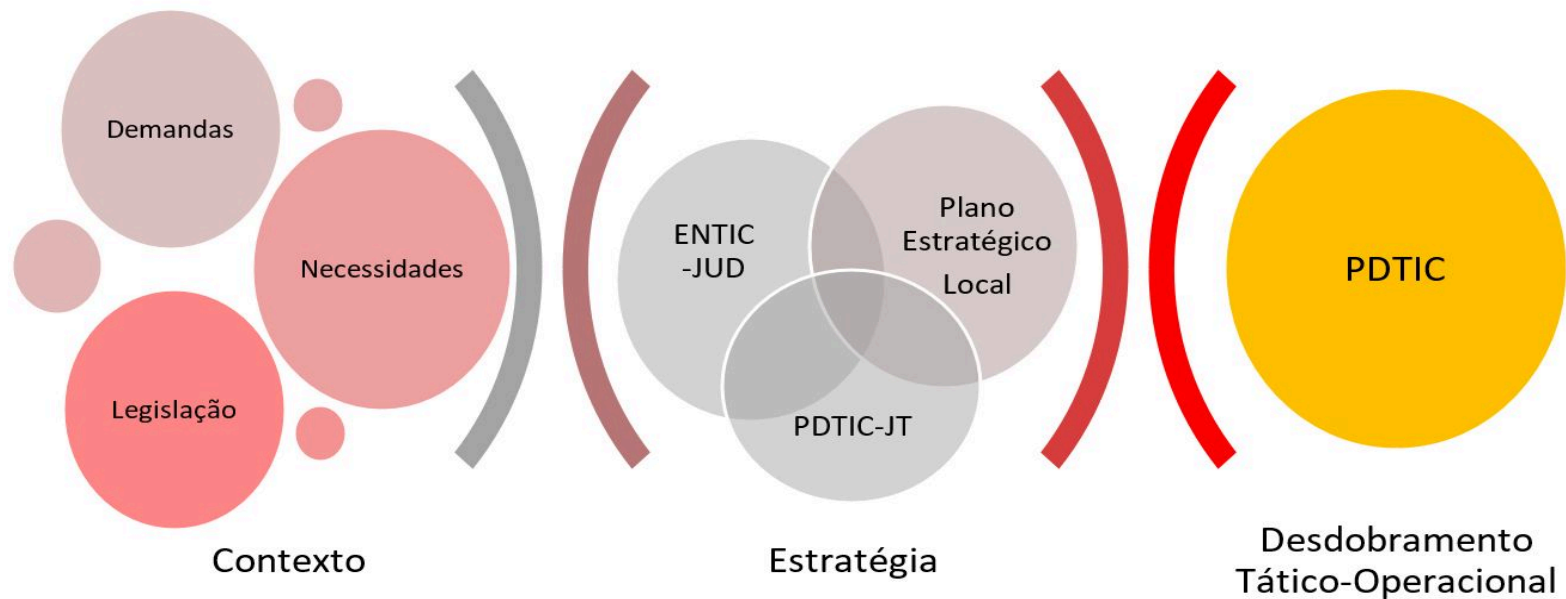 Demandas
Necessidades
Legislação
Contexto
ENTIC
-JUD
Plano
Estratégico
Local
PDTIC-JT
Estratégia
PDTIC
Desdobramento
Tático-Operacional